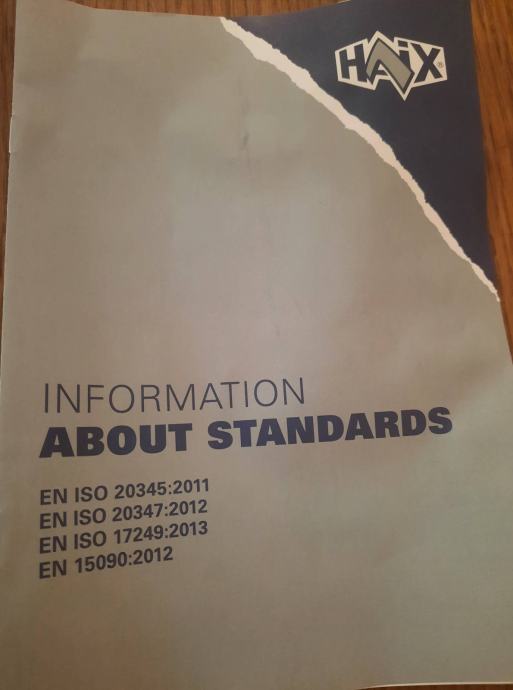 HAIX®
INFORMATION
ABOUT STANDARDS
EN ISO 20345:2011
EN ISO 20347:2012
EN ISO 17249:2013
EN 15090:2012